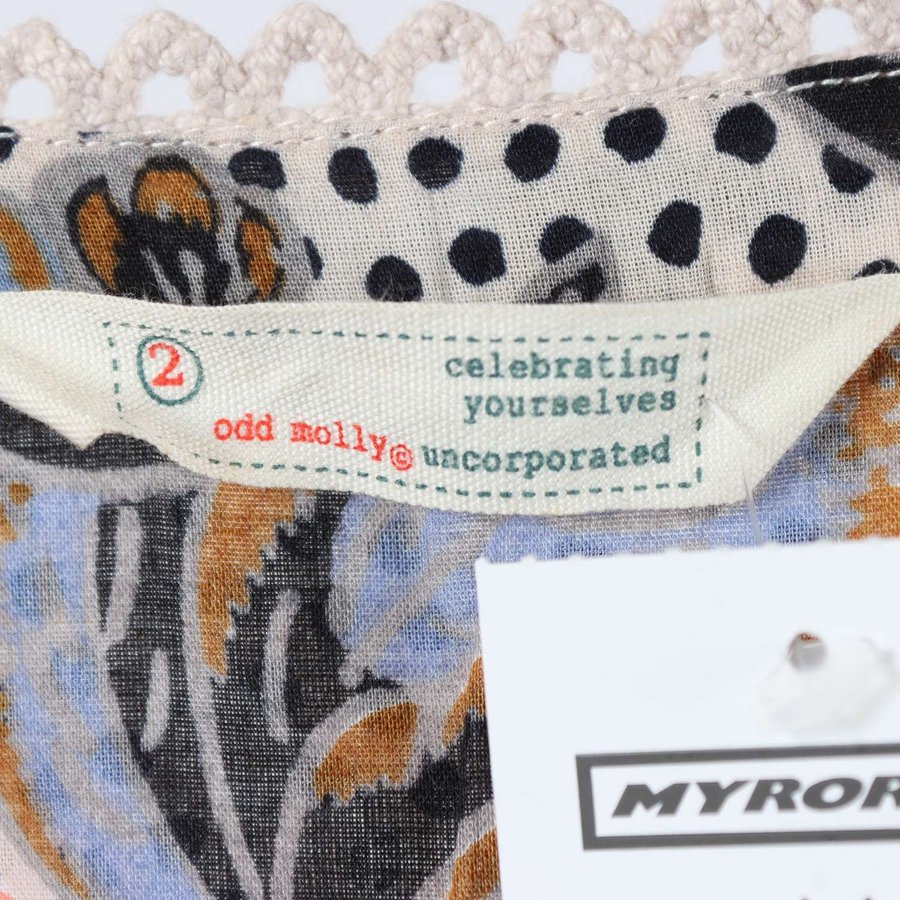 2
celebrating
yourselves
odd molly© uncorporated
MYROR